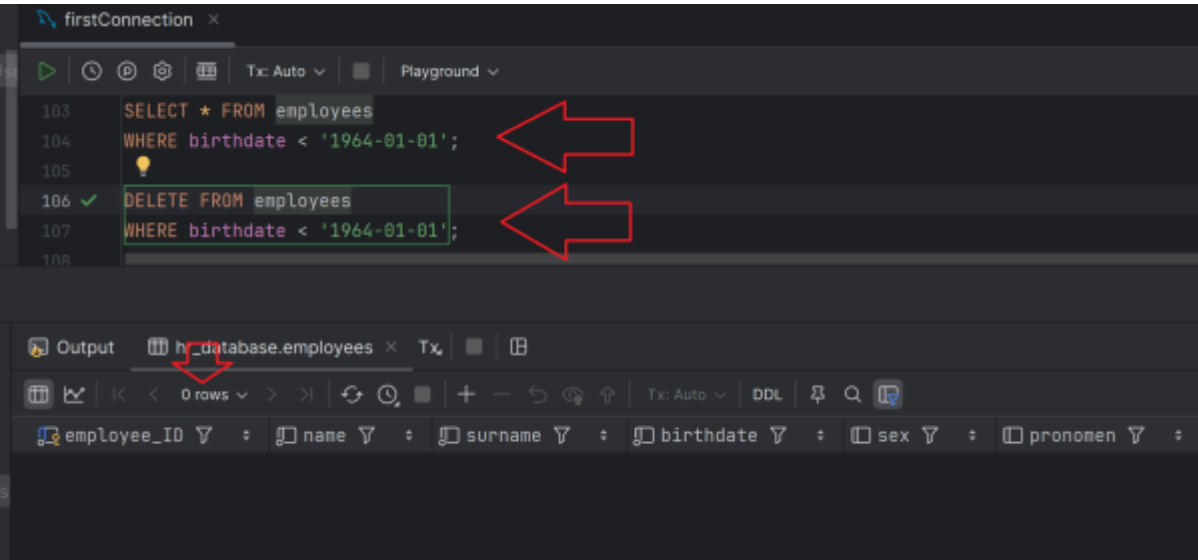 firstConnection ×
Tx: Auto Playground
103 SELECT * FROM employees
104 WHERE birthdate < '1964-01-01';
105
106 DELETE FROM employees
107 WHERE birthdate < '1964-01-01';
108
Output hr_database.employees × Tx
0 rows Tx: Auto DDL
employee_ID name surname birthdate sex pronomen